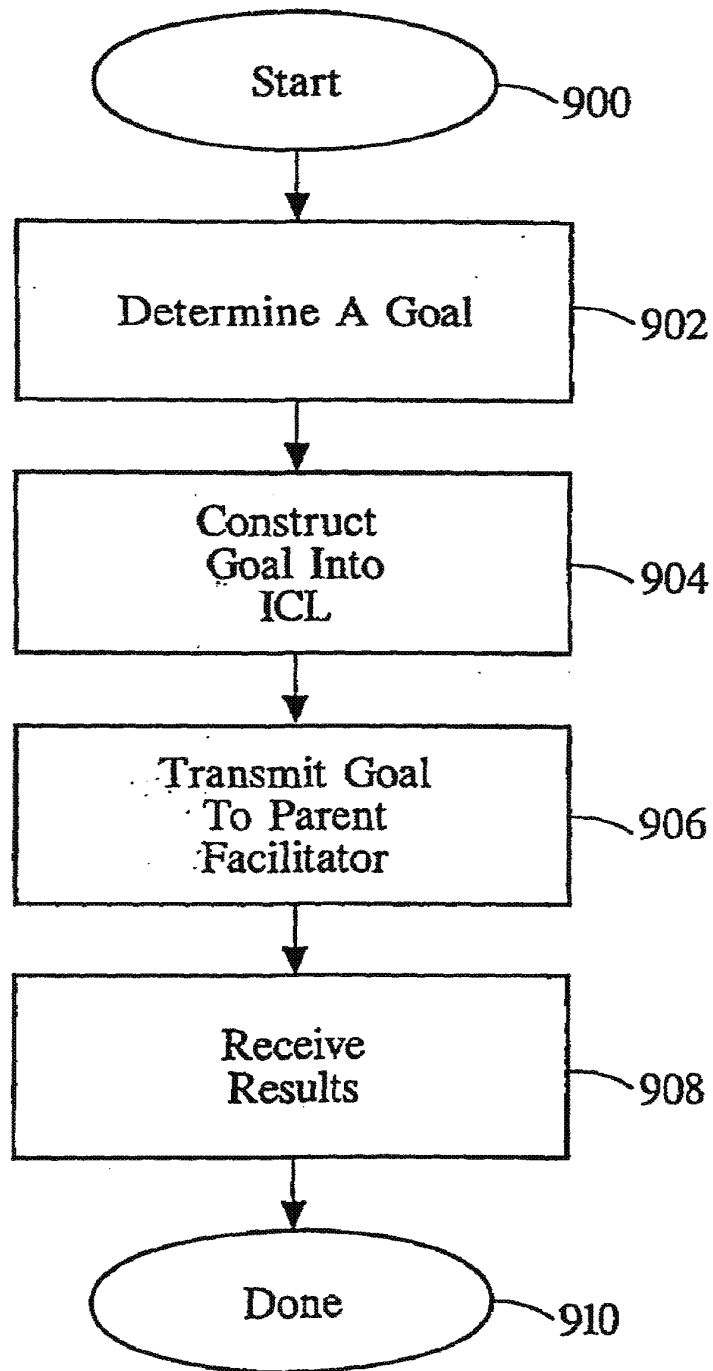 Start
900
Determine A Goal
902
Construct
Goal Into
ICL
904
Transmit Goal
To Parent
Facilitator
906
Receive
Results
908
Done
910